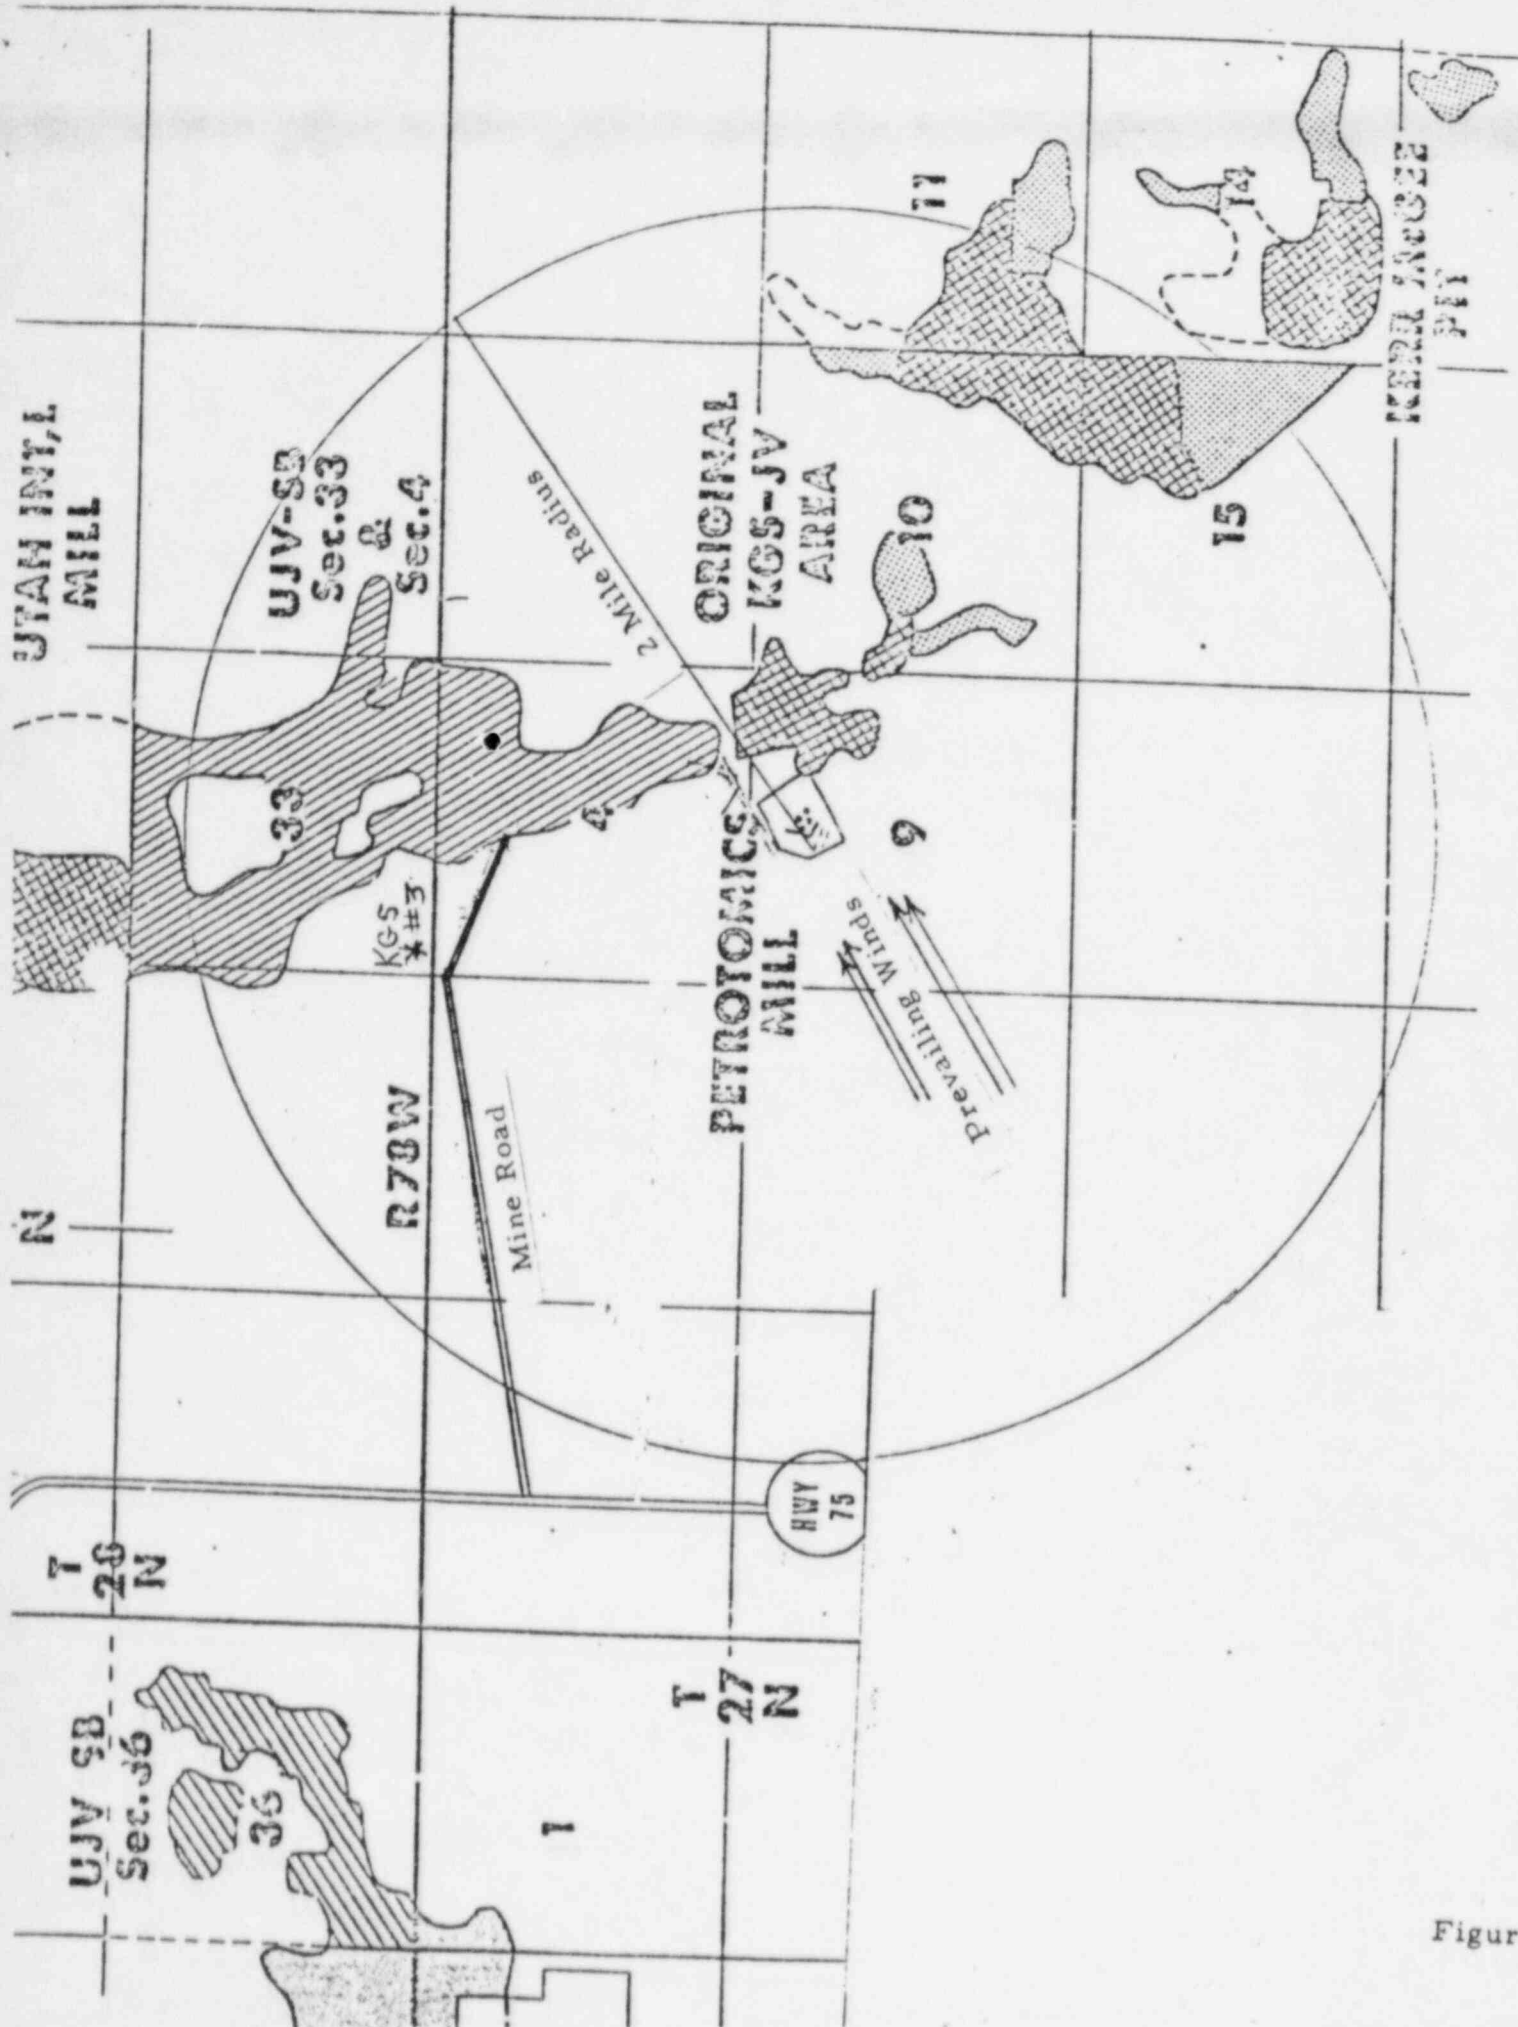 UTAH INT,L
MILL
UJV-SB
Sec.33
&
Sec.4
2 Mile Radius
ORIGINAL
KGS-JV
AREA
11
14
KERR McGEE
PIT
10
15
33
4
KGS
* #3
PETROTOMICS
MILL
9
Prevailling Winds
R78W
Mine Road
N
HWY
75
T
28
N
T
27
N
UJV SB
Sec.36
36
1
Figur